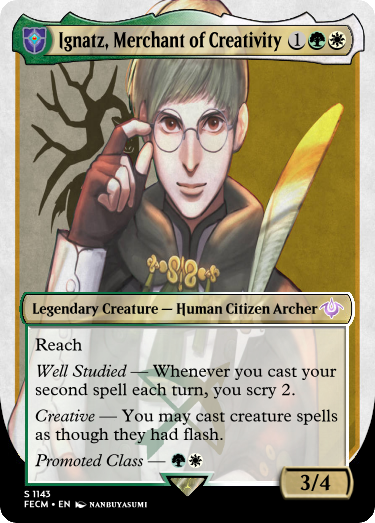 Ignatz, Merchant of Creativity 1
Legendary Creature — Human Citizen Archer
Reach
Well Studied — Whenever you cast your
second spell each turn, you scry 2.
Creative — You may cast creature spells
as though they had flash.
Promoted Class —
3/4
S 1143
FECM • EN NANBUYASUMI